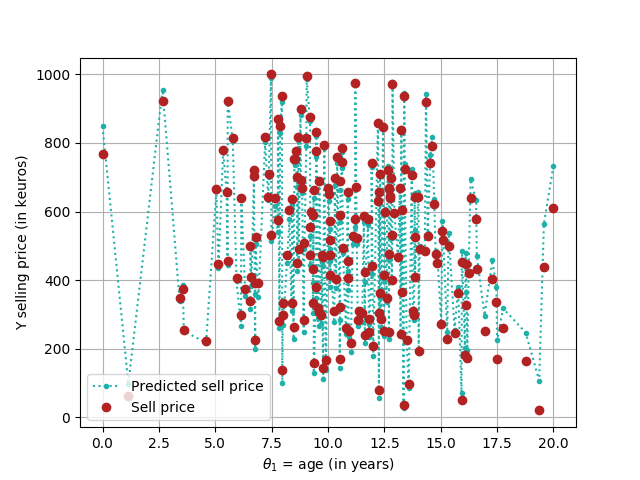 1000
800
600
400
200
0
Y selling price (in keuros)
Predicted sell price
Sell price
0.0 2.5 5.0 7.5 10.0 12.5 15.0 17.5 20.0
θ₁ = age (in years)